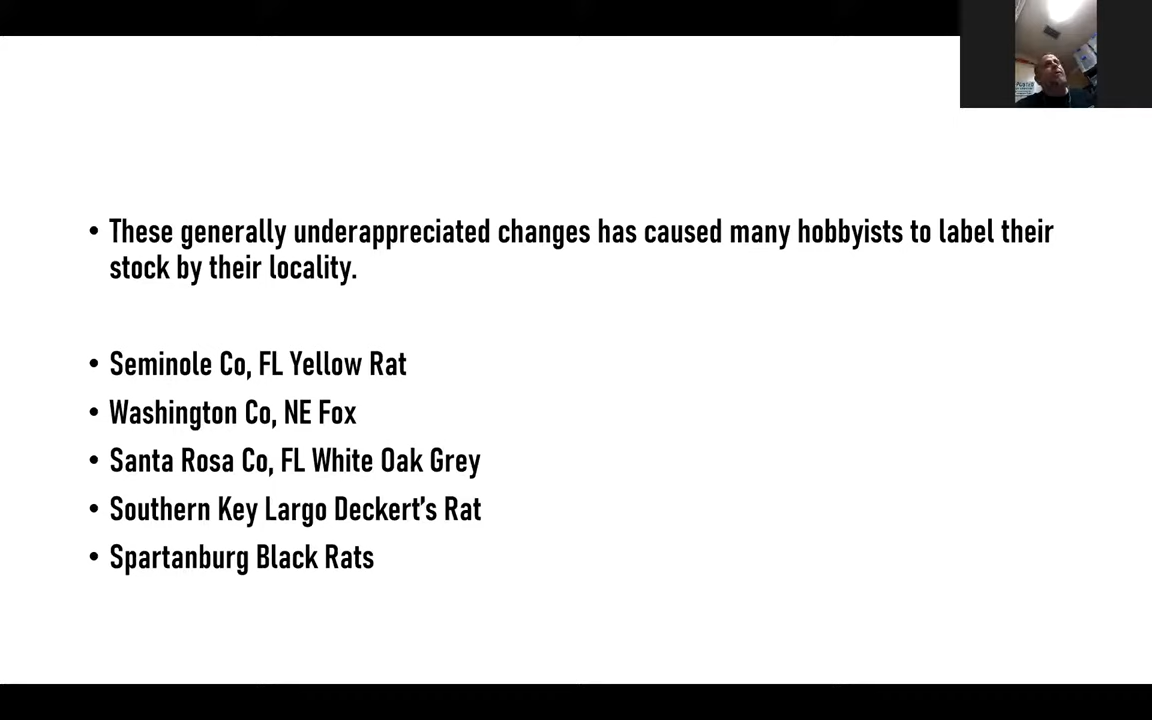 • These generally underappreciated changes has caused many hobbyists to label their
stock by their locality.
• Seminole Co, FL Yellow Rat
• Washington Co, NE Fox
• Santa Rosa Co, FL White Oak Grey
• Southern Key Largo Deckert's Rat
• Spartanburg Black Rats